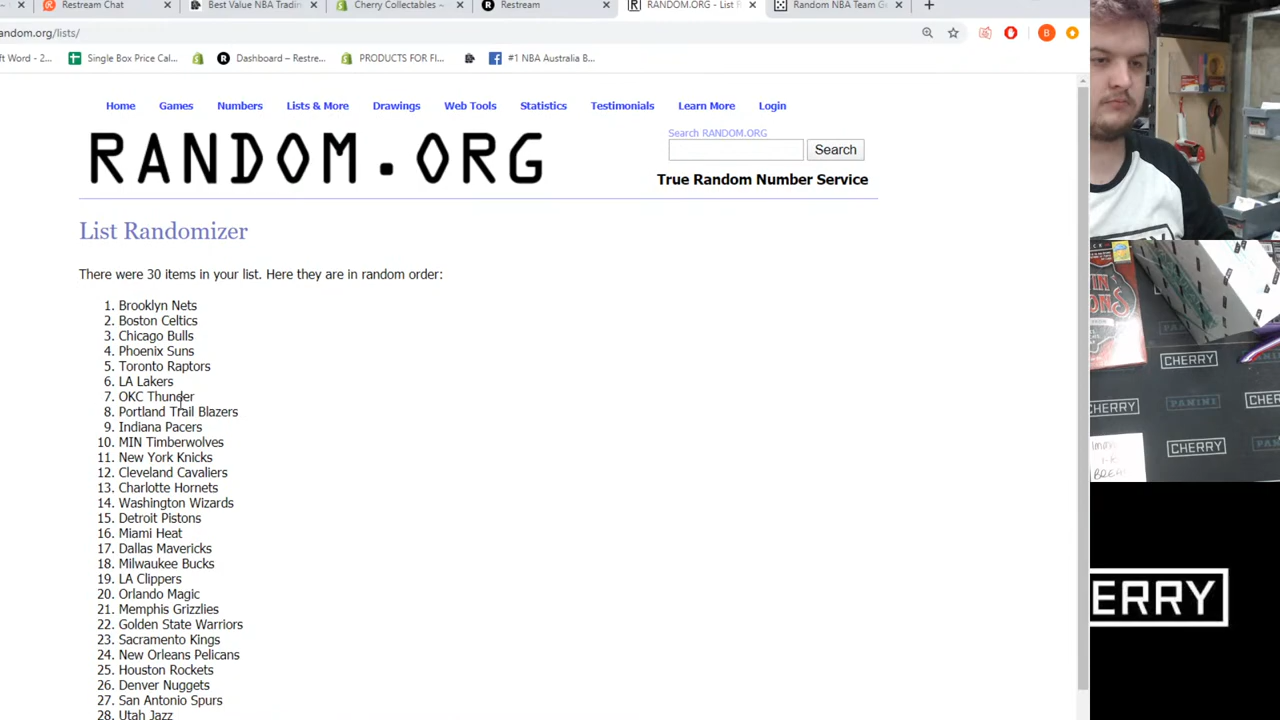 Restream Chat
Best Value NBA Tradin
Cherry Collectables ~
Restream
RANDOM.ORG - List R
Random NBA Team Ge
andom.org/lists/
ft Word - 2...
Single Box Price Cal...
Dashboard – Restre...
PRODUCTS FOR FI...
#1 NBA Australia B...
Home Games Numbers Lists & More Drawings Web Tools Statistics Testimonials Learn More Login
RANDOM.ORG
Search RANDOM.ORG
Search
True Random Number Service
List Randomizer
There were 30 items in your list. Here they are in random order:
1. Brooklyn Nets
2. Boston Celtics
3. Chicago Bulls
4. Phoenix Suns
5. Toronto Raptors
6. LA Lakers
7. OKC Thunder
8. Portland Trail Blazers
9. Indiana Pacers
10. MIN Timberwolves
11. New York Knicks
12. Cleveland Cavaliers
13. Charlotte Hornets
14. Washington Wizards
15. Detroit Pistons
16. Miami Heat
17. Dallas Mavericks
18. Milwaukee Bucks
19. LA Clippers
20. Orlando Magic
21. Memphis Grizzlies
22. Golden State Warriors
23. Sacramento Kings
24. New Orleans Pelicans
25. Houston Rockets
26. Denver Nuggets
27. San Antonio Spurs
28. Utah Jazz
CHERRY
PANINI
CHERRY
CHERRY
CHERRY
BREA
ERRY